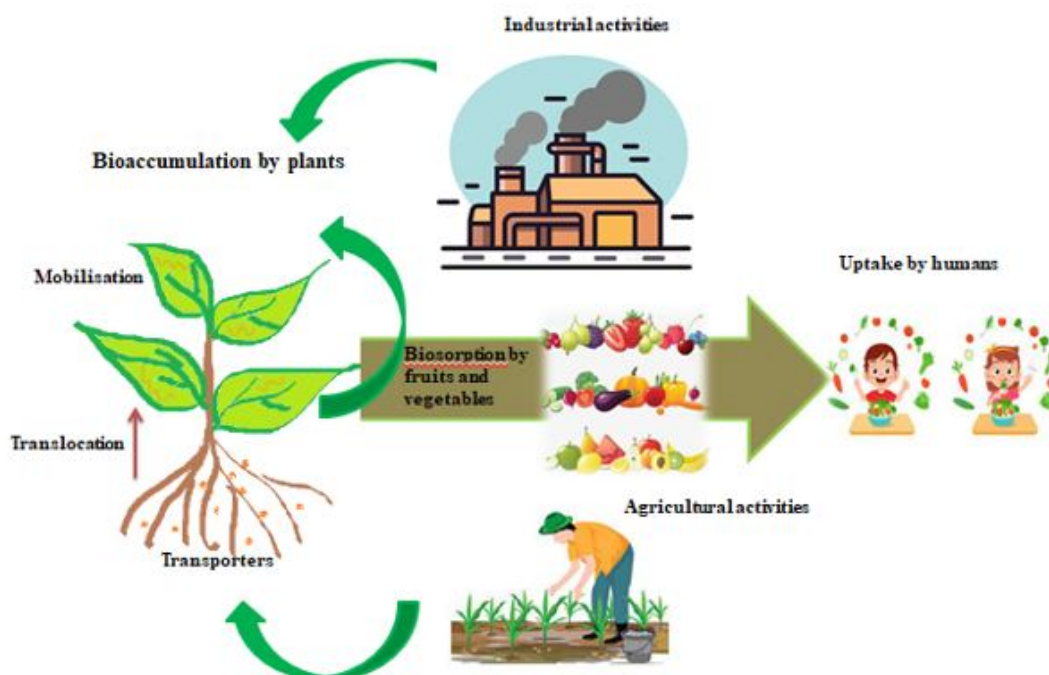 Industrial activities
Bioaccumulation by plants
Mobilisation
Uptake by humans
Biosorption by
fruits and
vegetables
Translocation
Agricultural activities
Transporters